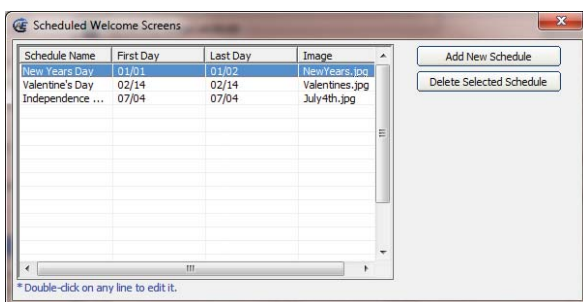 Scheduled Welcome Screens
Schedule Name First Day Last Day Image
New Years Day 01/01 01/02 NewYears.jpg
Valentine's Day 02/14 02/14 Valentines.jpg
Independence ... 07/04 07/04 July4th.jpg
Add New Schedule
Delete Selected Schedule
* Double-click on any line to edit it.